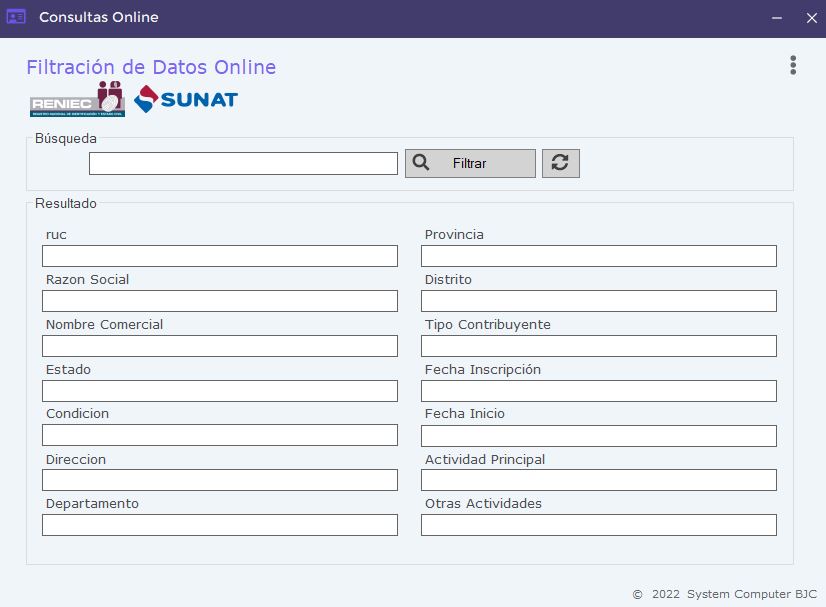 Consultas Online
Filtración de Datos Online
RENIEC
REGISTRO NACIONAL DE IDENTIFICACIÓN Y ESTADO CIVIL
SUNAT
Búsqueda
Filtrar
Resultado
ruc
Provincia
Razon Social
Distrito
Nombre Comercial
Tipo Contribuyente
Estado
Fecha Inscripción
Condicion
Fecha Inicio
Direccion
Actividad Principal
Departamento
Otras Actividades
© 2022 System Computer BJC